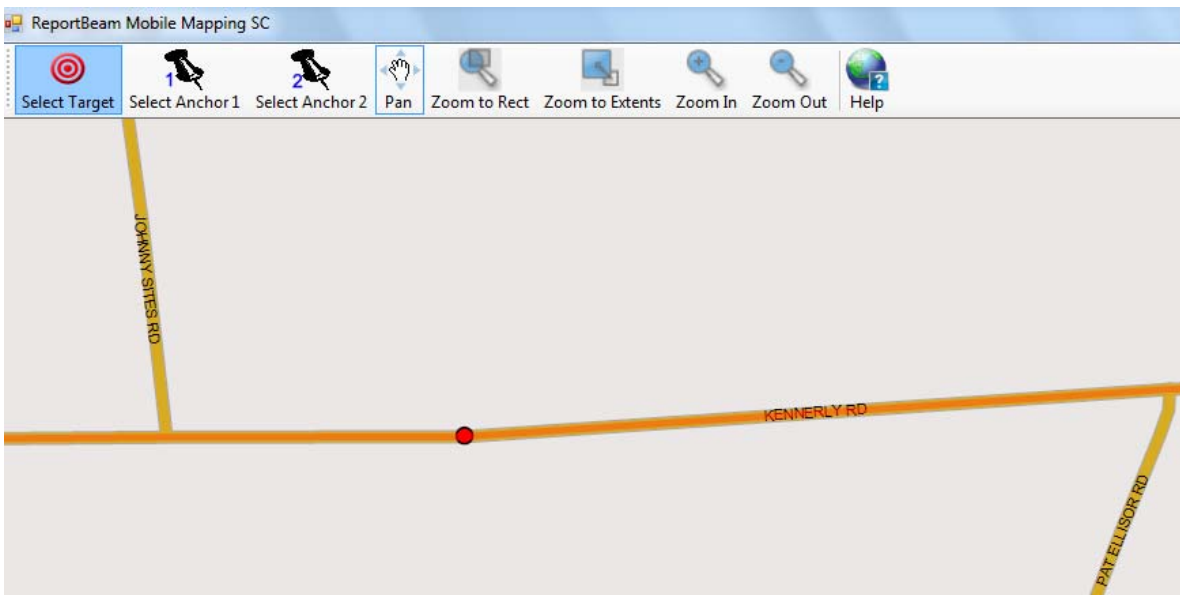 ReportBeam Mobile Mapping SC
Select Target 1 Select Anchor 1 2 Select Anchor 2 Pan Zoom to Rect Zoom to Extents Zoom In Zoom Out ? Help
JOHNNY SITES RD
KENNERLY RD
PAT ELLISOR RD